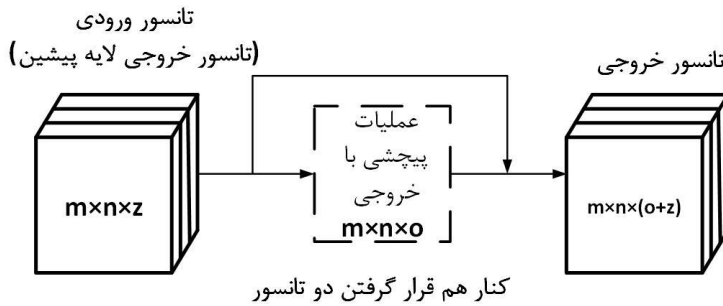 تانسور ورودی
(تانسور خروجی لایه پیشین)
تانسور خروجی
m×n×z
عملیات
پیچشی با
خروجی
m×n×o
m×n×(o+z)
کنار هم قرار گرفتن دو تانسور